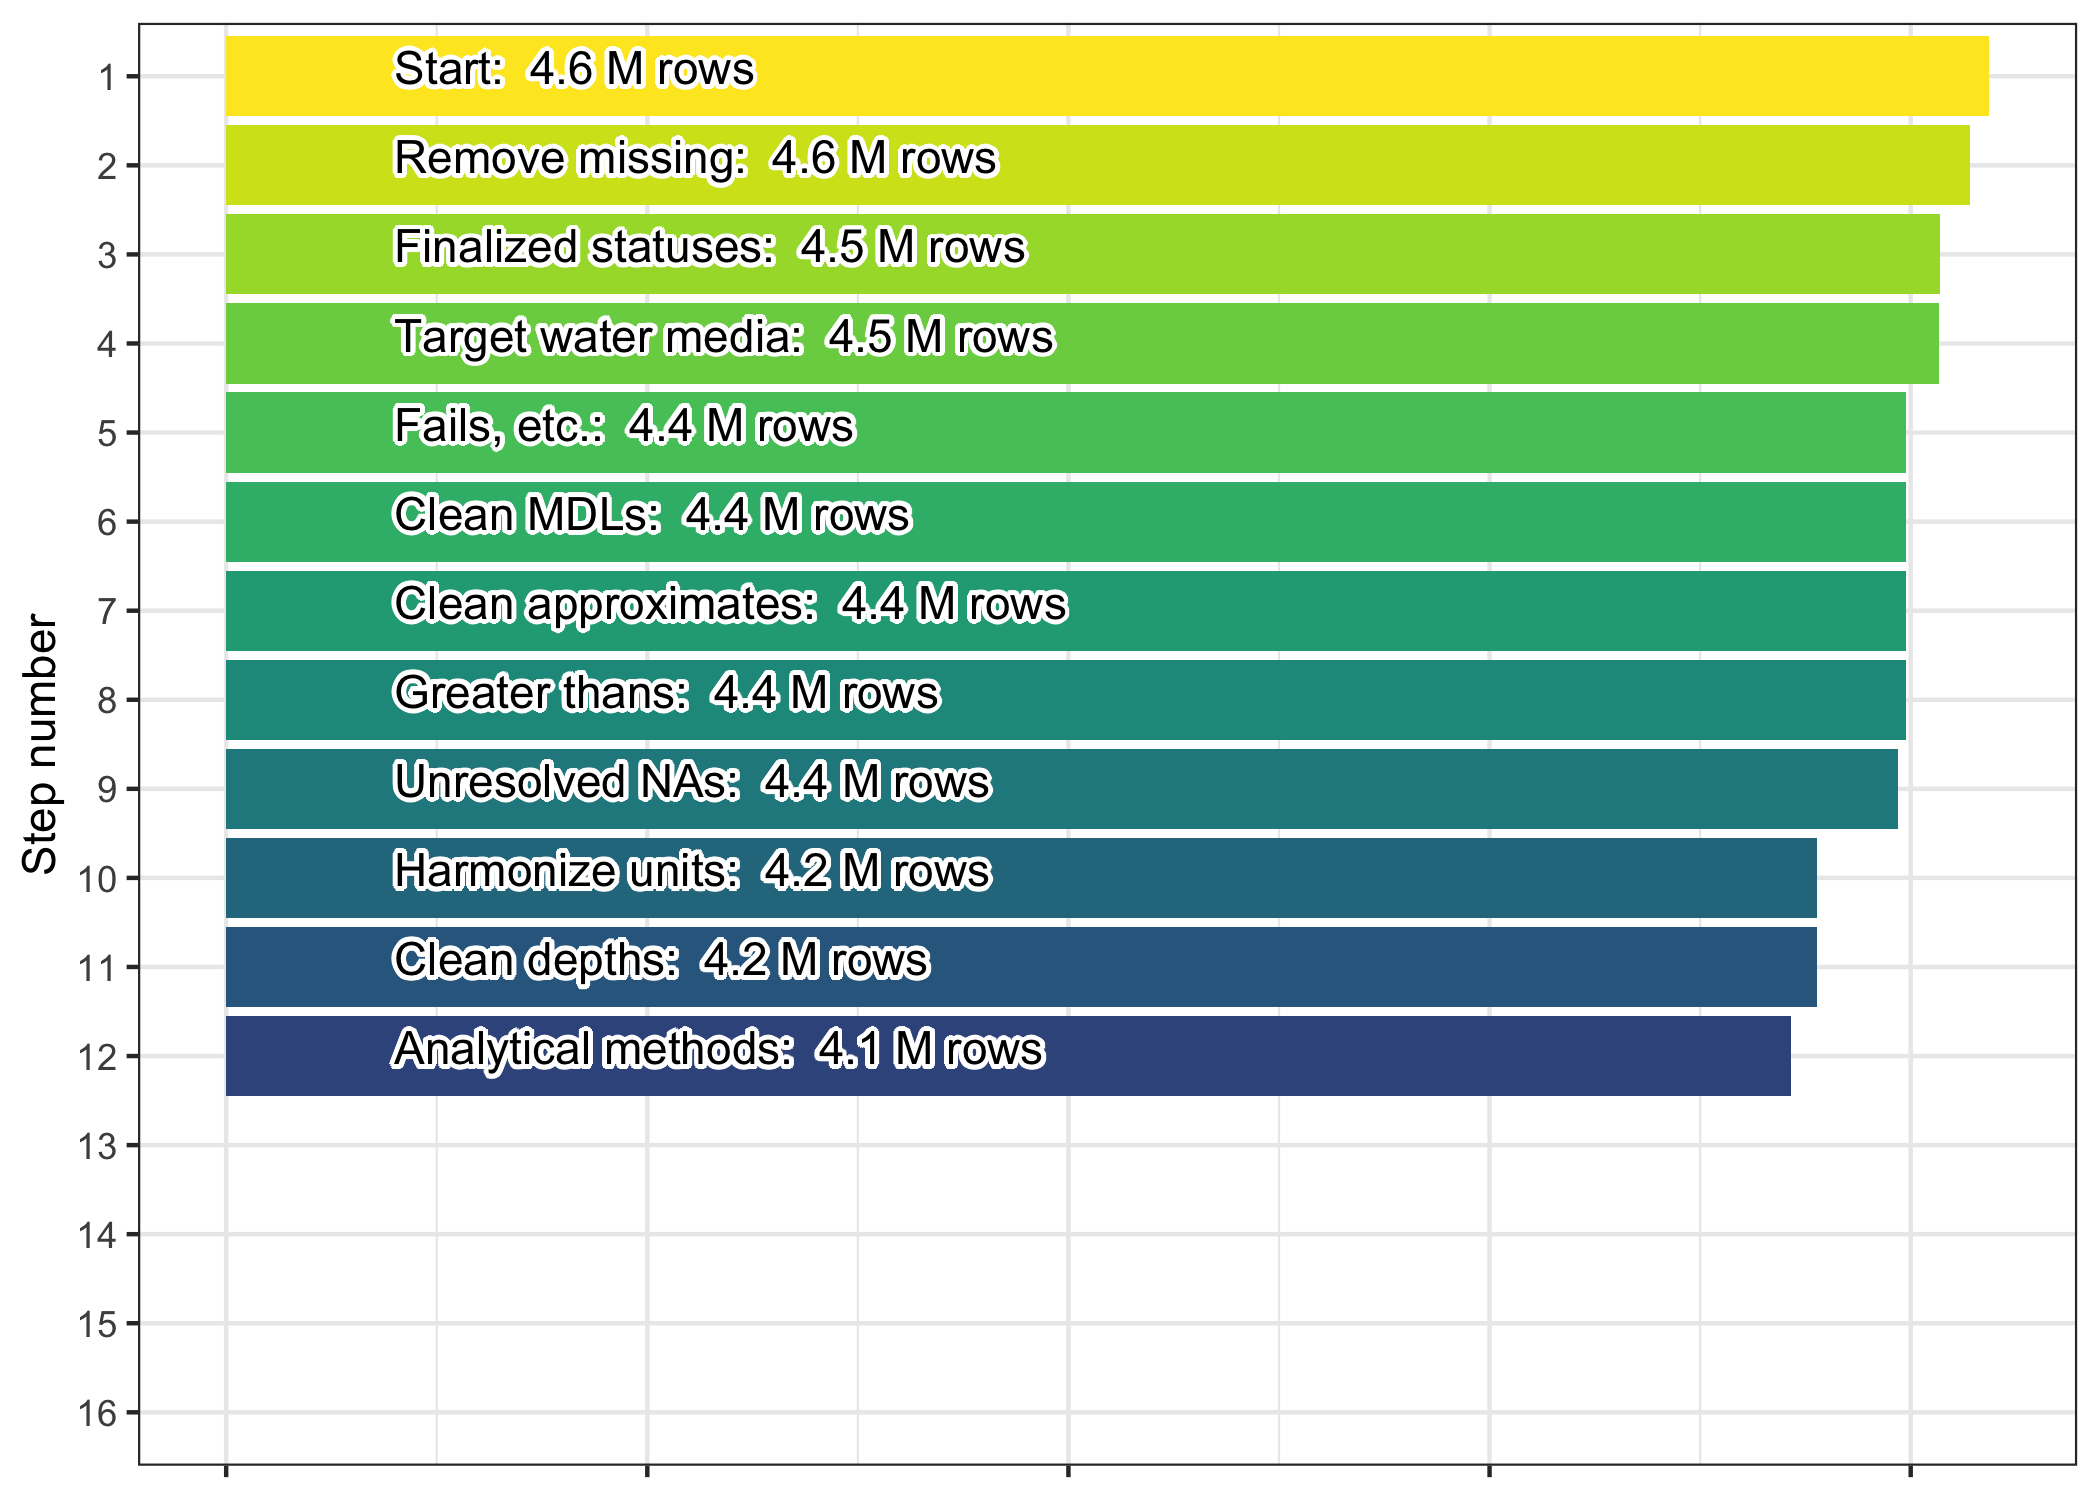 1
Start: 4.6 M rows
2
Remove missing: 4.6 M rows
3
Finalized statuses: 4.5 M rows
4
Target water media: 4.5 M rows
5
Fails, etc.: 4.4 M rows
6
Clean MDLs: 4.4 M rows
7
Clean approximates: 4.4 M rows
8
Greater thans: 4.4 M rows
9
Unresolved NAs: 4.4 M rows
10
Harmonize units: 4.2 M rows
11
Clean depths: 4.2 M rows
12
Analytical methods: 4.1 M rows
13
14
15
16
Step number